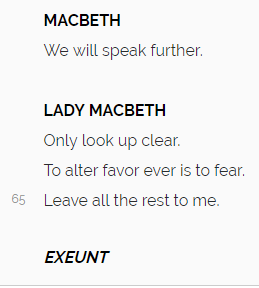 MACBETH
We will speak further.
LADY MACBETH
Only look up clear.
To alter favor ever is to fear.
65 Leave all the rest to me.
EXEUNT